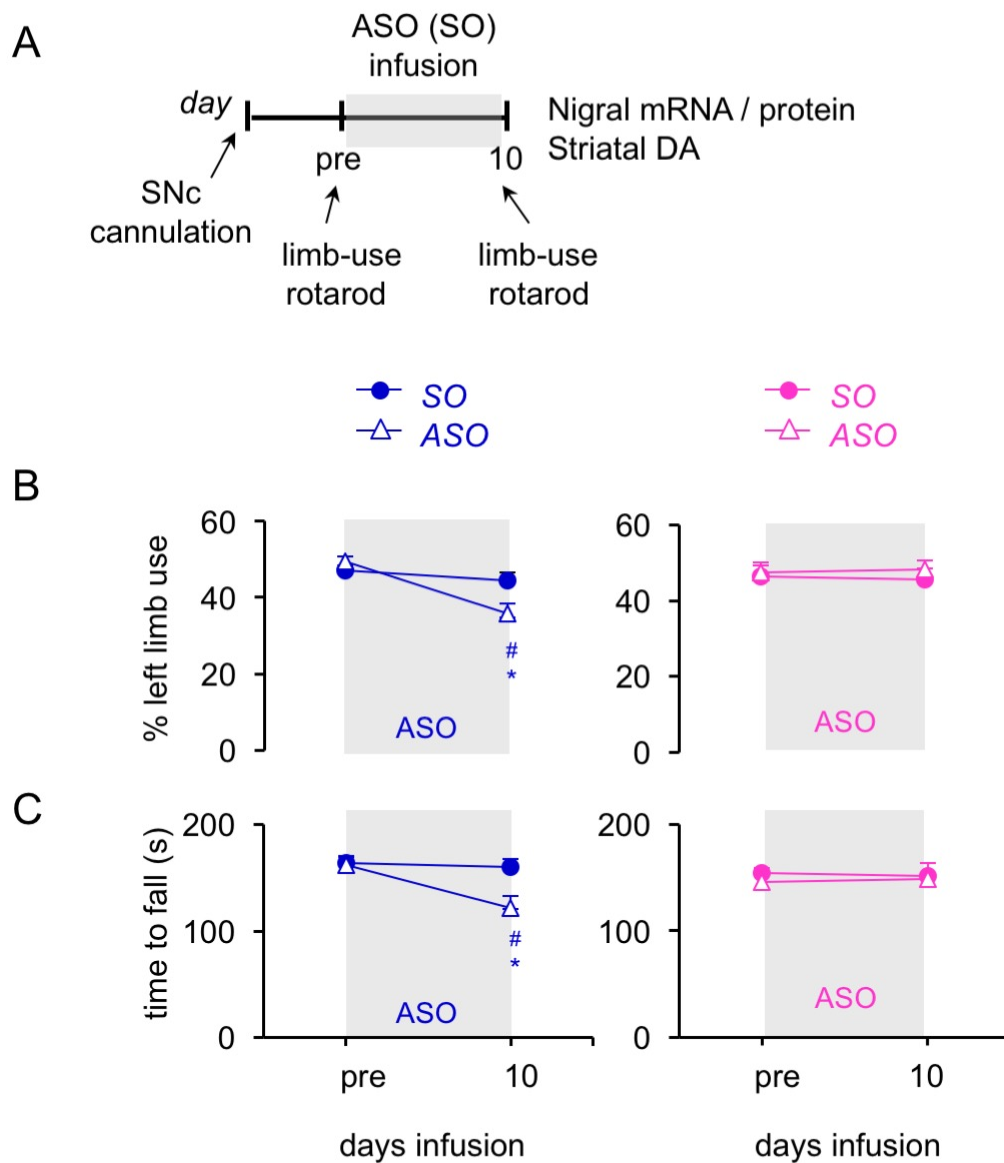 A
ASO (SO)
infusion
day
Nigral mRNA / protein
Striatal DA
pre
10
SNc
cannulation
limb-use
rotarod
limb-use
rotarod
SO
ASO
SO
ASO
B
% left limb use
60
40
20
0
#
*
ASO
60
40
20
0
ASO
C
time to fall (s)
200
100
0
#
*
ASO
pre
10
days infusion
200
100
0
ASO
pre
10
days infusion